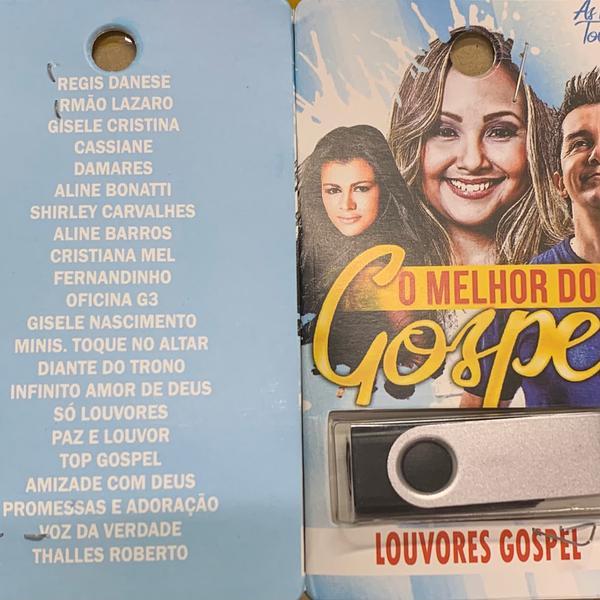 REGIS DANESE
IRMÃO LAZARO
GISELE CRISTINA
CASSIANE
DAMARES
ALINE BONATTI
SHIRLEY CARVALHES
ALINE BARROS
CRISTIANA MEL
FERNANDINHO
OFICINA G3
GISELE NASCIMENTO
MINIS. TOQUE NO ALTAR
DIANTE DO TRONO
INFINITO AMOR DE DEUS
SÓ LOUVORES
PAZ E LOUVOR
TOP GOSPEL
AMIZADE COM DEUS
PROMESSAS E ADORAÇÃO
VOZ DA VERDADE
THALLES ROBERTO
As
O MELHOR DO
Gospe
LOUVORES GOSPEL